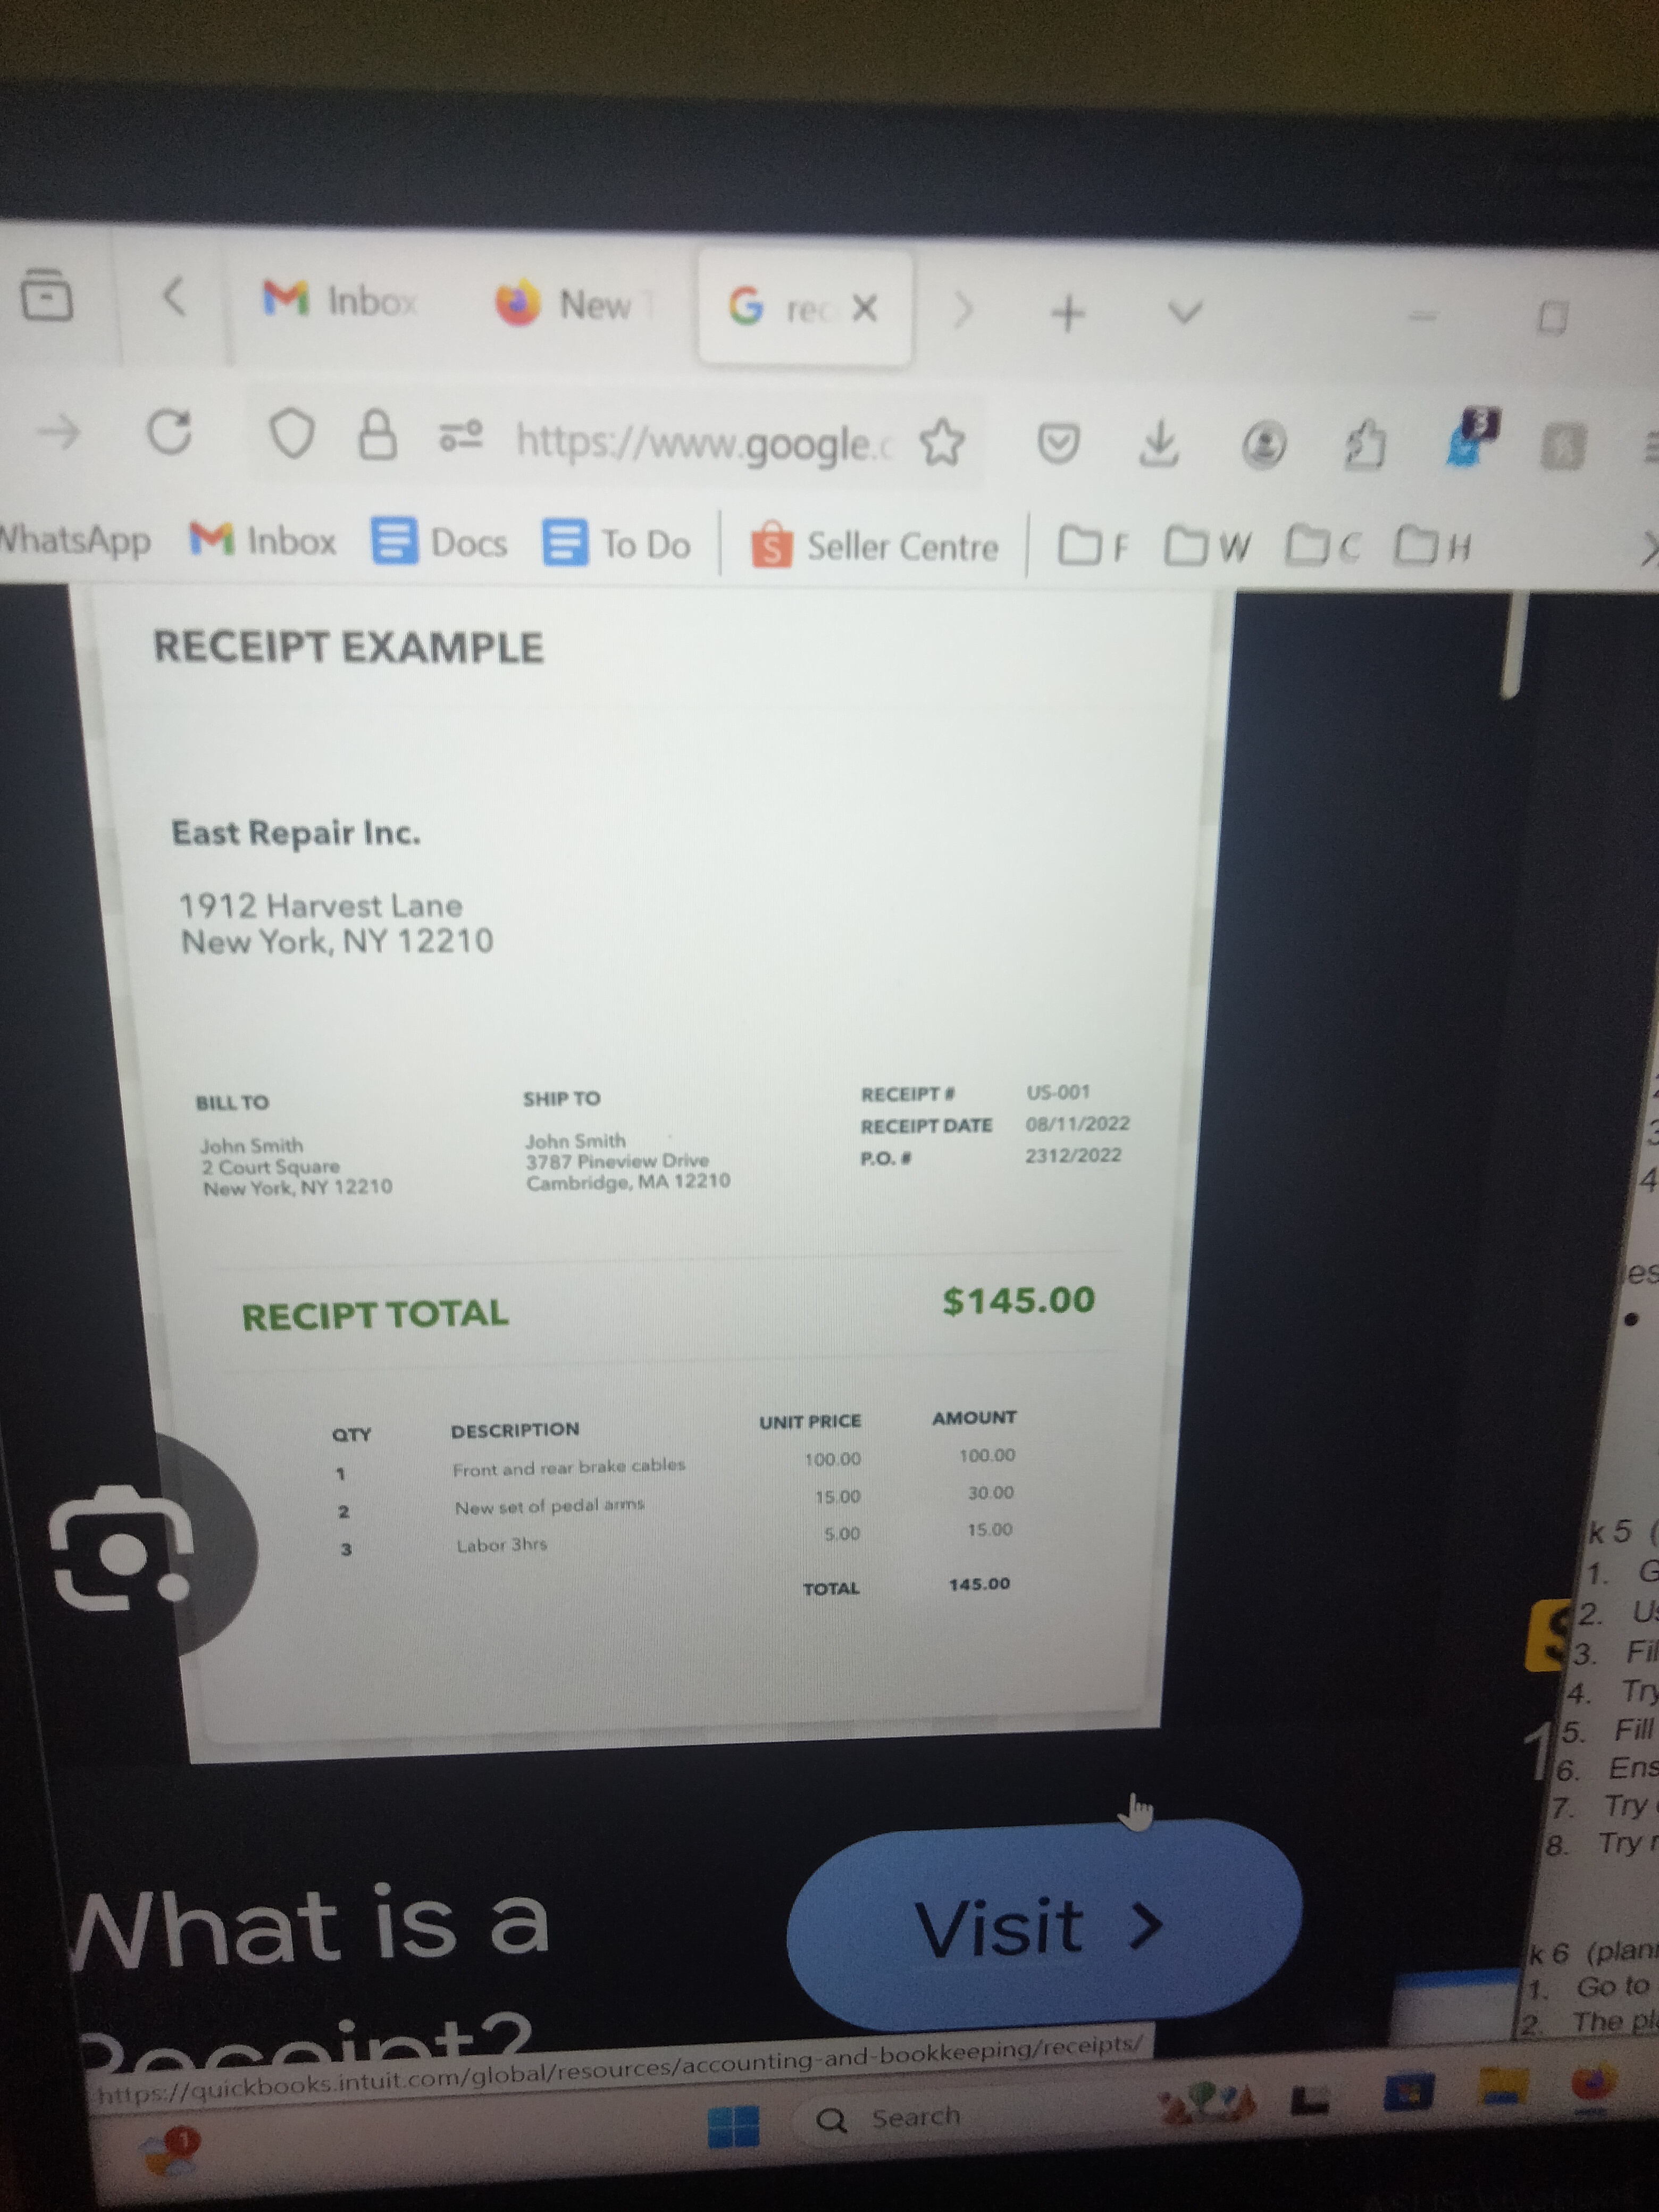 Inbox New rec
https://www.google.c
WhatsApp Inbox Docs To Do Seller Centre F W C H
3
RECEIPT EXAMPLE
East Repair Inc.
1912 Harvest Lane
New York, NY 12210
BILL TO
John Smith
2 Court Square
New York, NY 12210
SHIP TO
John Smith
3787 Pineview Drive
Cambridge, MA 12210
RECEIPT # US-001
RECEIPT DATE 08/11/2022
P.O. # 2312/2022
RECIPT TOTAL $145.00
QTY DESCRIPTION UNIT PRICE AMOUNT
1 Front and rear brake cables 100.00 100.00
2 New set of pedal arms 15.00 30.00
3 Labor 3hrs 5.00 15.00
TOTAL 145.00
What is a
Receipt?
Visit >
https://quickbooks.intuit.com/global/resources/accounting-and-bookkeeping/receipts/
Search
1
3
4
k 5 (
1. G
2. Us
3. Fil
4. Try
5. Fill
6. Ens
7. Try
8. Try
k 6 (plan
1. Go to
2. The pl